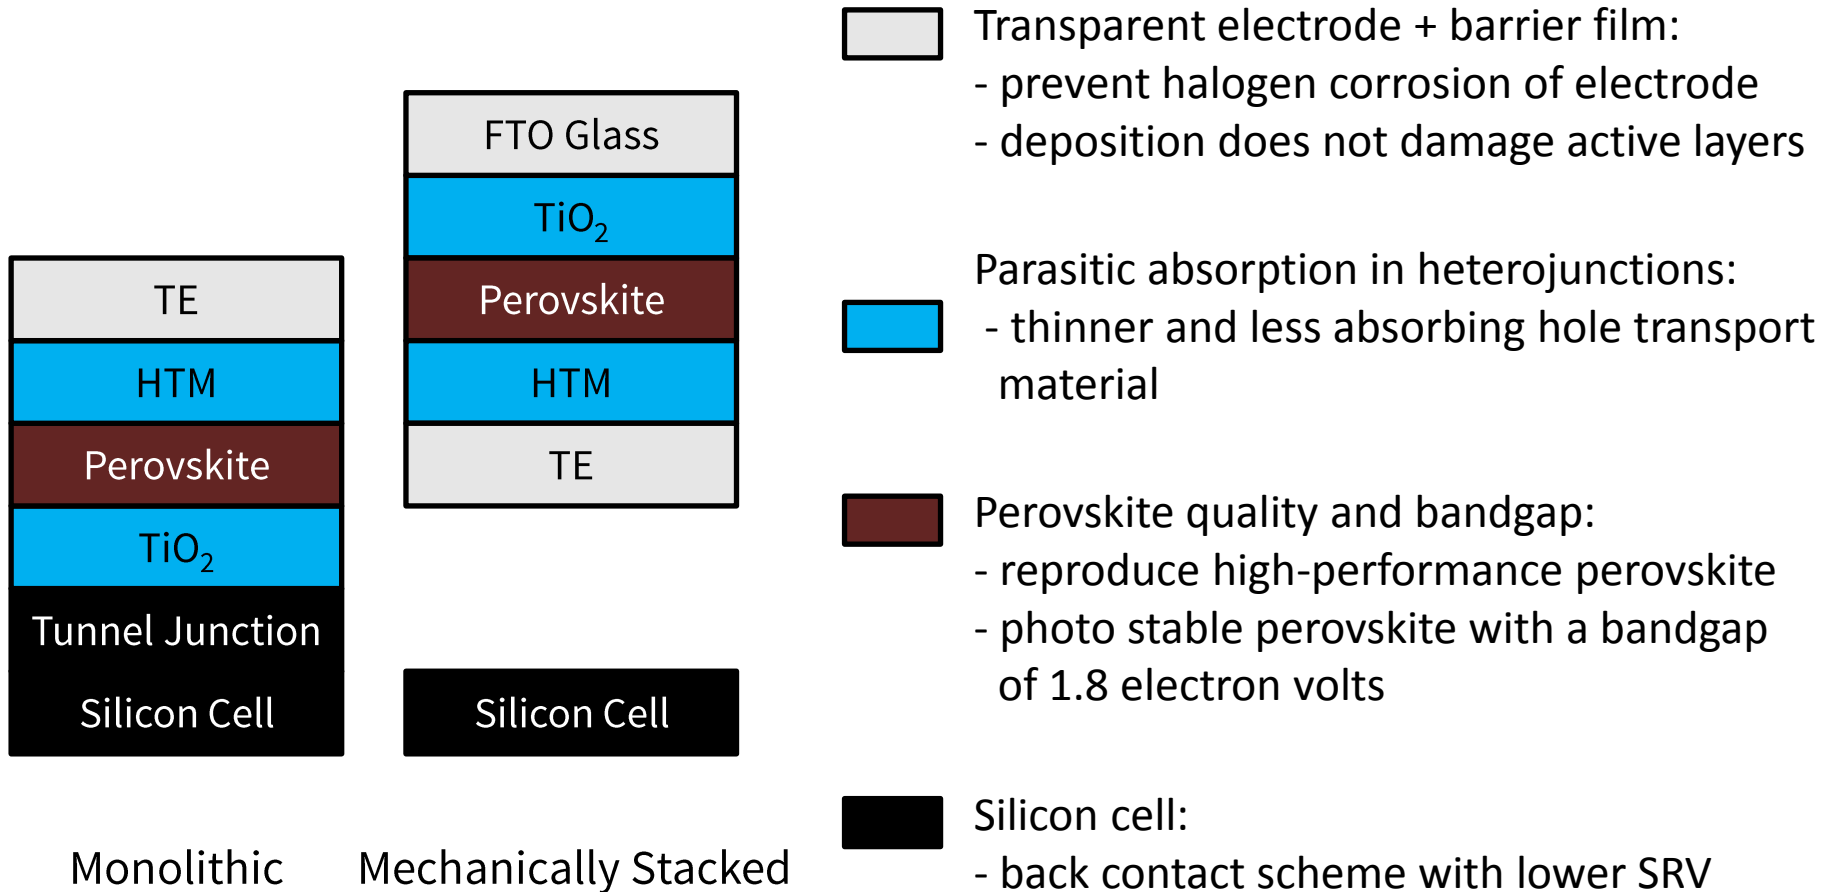 TE
HTM
Perovskite
TiO₂
Tunnel Junction
Silicon Cell
Monolithic
FTO Glass
TiO₂
Perovskite
HTM
TE
Silicon Cell
Mechanically Stacked
Transparent electrode + barrier film:
- prevent halogen corrosion of electrode
- deposition does not damage active layers
Parasitic absorption in heterojunctions:
- thinner and less absorbing hole transport
material
Perovskite quality and bandgap:
- reproduce high-performance perovskite
- photo stable perovskite with a bandgap
of 1.8 electron volts
Silicon cell:
- back contact scheme with lower SRV